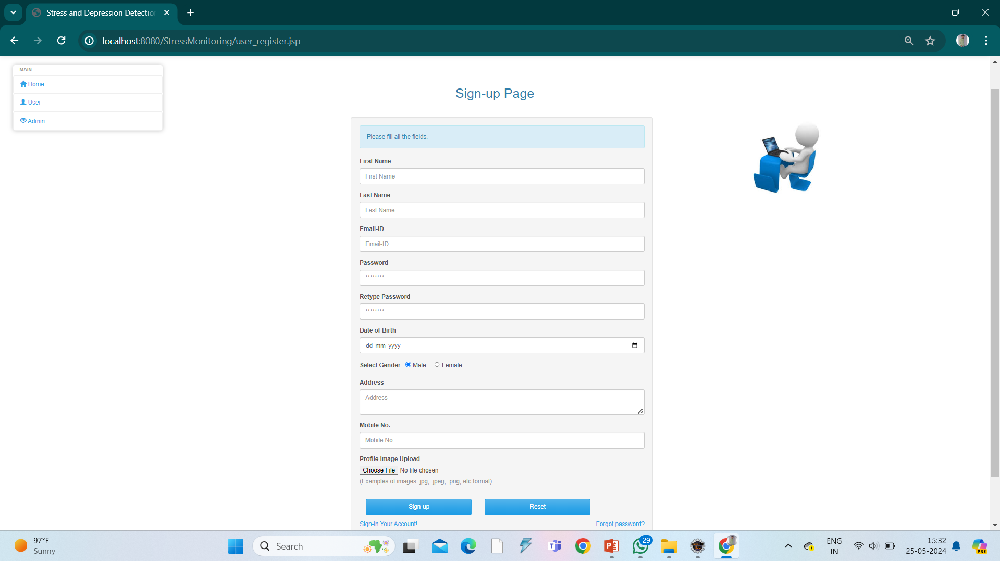 Stress and Depression Detectio
localhost:8080/StressMonitoring/user_register.jsp
MAIN
Home
User
Admin
Sign-up Page
Please fill all the fields.
First Name
First Name
Last Name
Last Name
Email-ID
Email-ID
Password
********
Retype Password
********
Date of Birth
dd-mm-yyyy
Select Gender Male Female
Address
Address
Mobile No.
Mobile No.
Profile Image Upload
Choose File No file chosen
(Examples of images .jpg, .jpeg, .png, etc format)
Sign-up Reset
Sign-in Your Account! Forgot password?
97°F
Sunny
Search
29
ENG
IN
15:32
25-05-2024
PRE